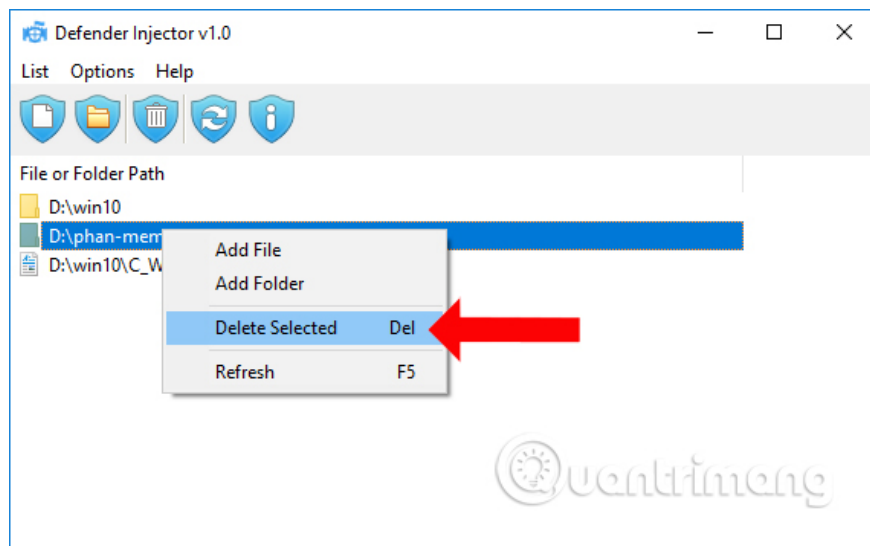 Defender Injector v1.0
List Options Help
File or Folder Path
D:\win10
D:\phan-mem
D:\win10\C_W
Add File
Add Folder
Delete Selected Del
Refresh F5
Quantrimang